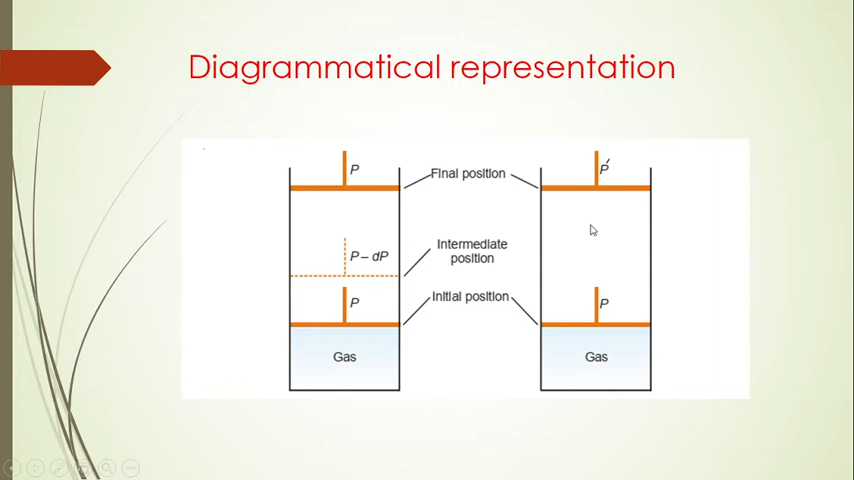 Diagrammatical representation
P
Final position
P′
Intermediate
position
P – dP
P
Initial position
P
Gas
Gas